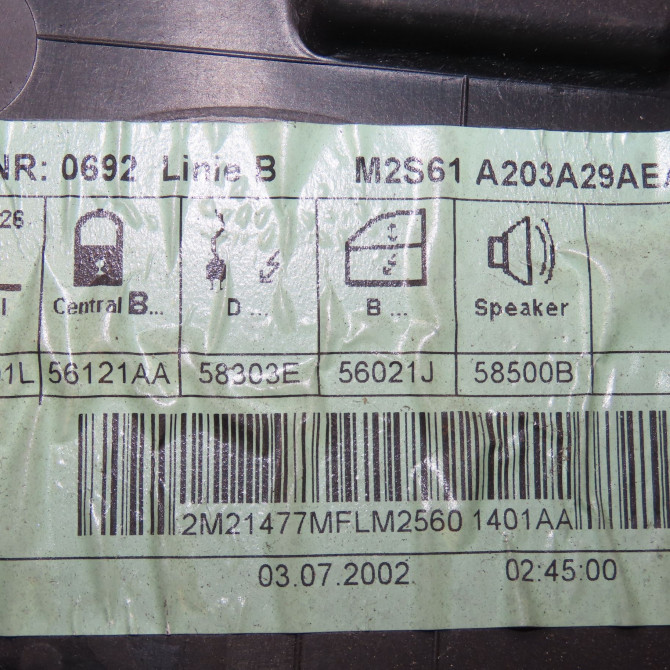 NR: 0692 Linie B M2S61 A203A29AEA
26
Central B... D ... B ... Speaker
1L 56121AA 58303E 56021J 58500B
2M21477MFLM2560 1401AA
03.07.2002 02:45:00